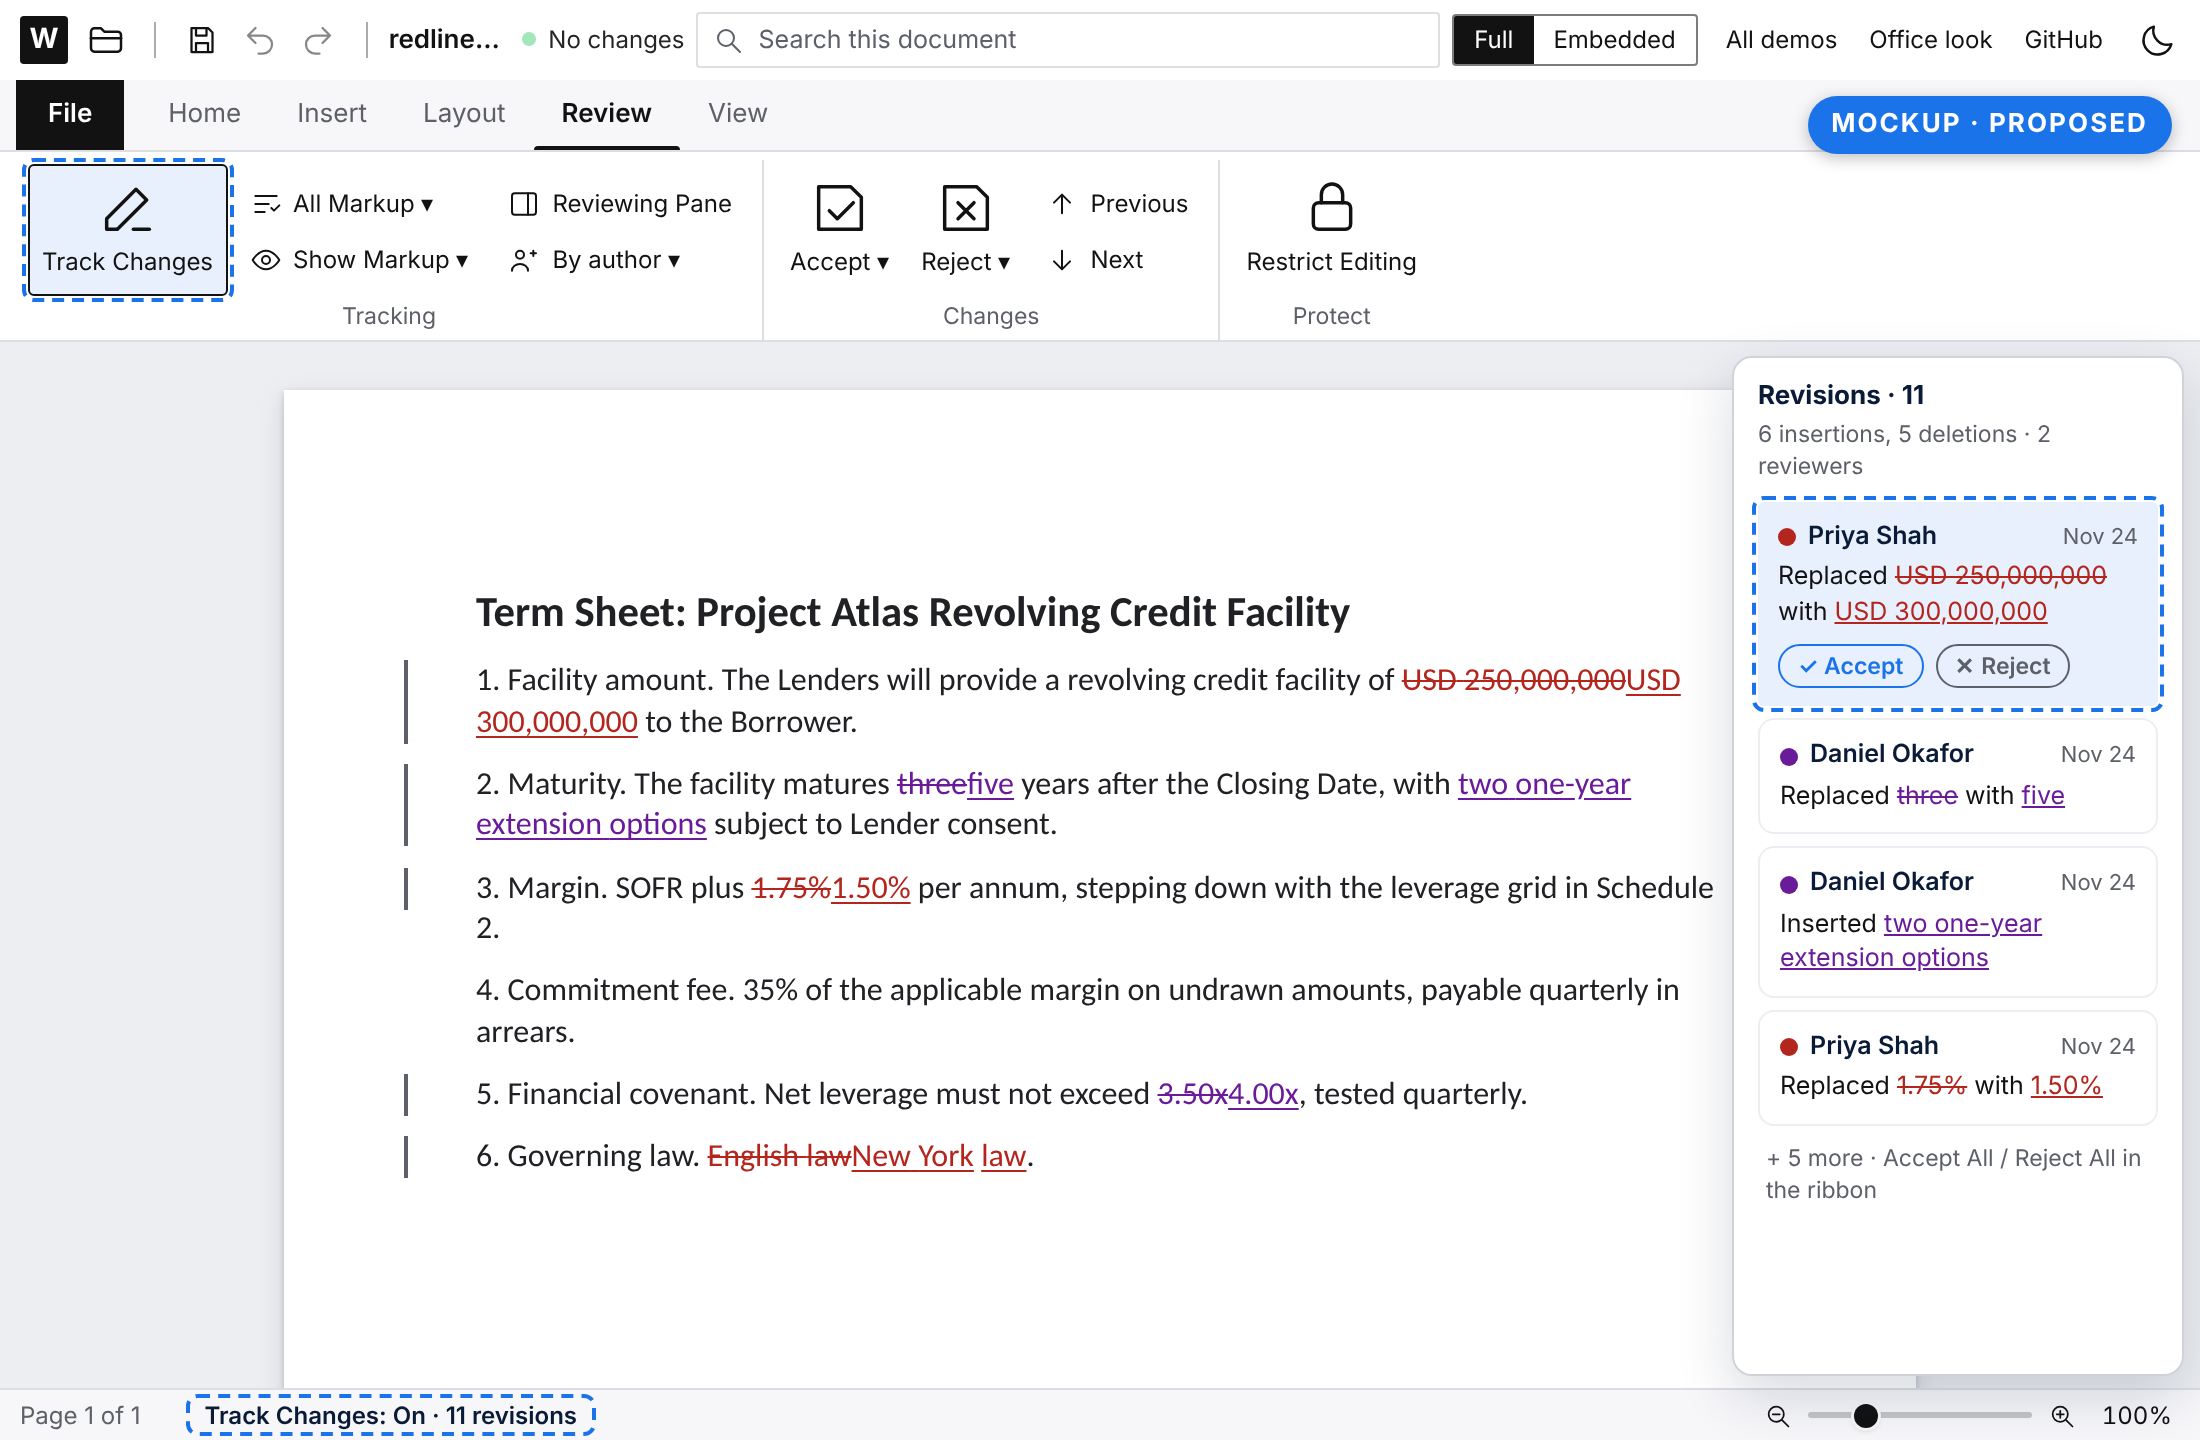 W redline... No changes Search this document Full Embedded All demos Office look GitHub
File Home Insert Layout Review View
MOCKUP · PROPOSED
Track Changes
All Markup ▾
Show Markup ▾
Reviewing Pane
By author ▾
Tracking
Accept ▾
Reject ▾
Previous
Next
Changes
Restrict Editing
Protect
Term Sheet: Project Atlas Revolving Credit Facility
1. Facility amount. The Lenders will provide a revolving credit facility of USD 250,000,000USD
300,000,000 to the Borrower.
2. Maturity. The facility matures threefive years after the Closing Date, with two one-year
extension options subject to Lender consent.
3. Margin. SOFR plus 1.75%1.50% per annum, stepping down with the leverage grid in Schedule
2.
4. Commitment fee. 35% of the applicable margin on undrawn amounts, payable quarterly in
arrears.
5. Financial covenant. Net leverage must not exceed 3.50x4.00x, tested quarterly.
6. Governing law. English lawNew York law.
Revisions · 11
6 insertions, 5 deletions · 2
reviewers
Priya Shah Nov 24
Replaced USD 250,000,000
with USD 300,000,000
✓ Accept ✕ Reject
Daniel Okafor Nov 24
Replaced three with five
Daniel Okafor Nov 24
Inserted two one-year
extension options
Priya Shah Nov 24
Replaced 1.75% with 1.50%
+ 5 more · Accept All / Reject All in
the ribbon
Page 1 of 1 Track Changes: On · 11 revisions 100%